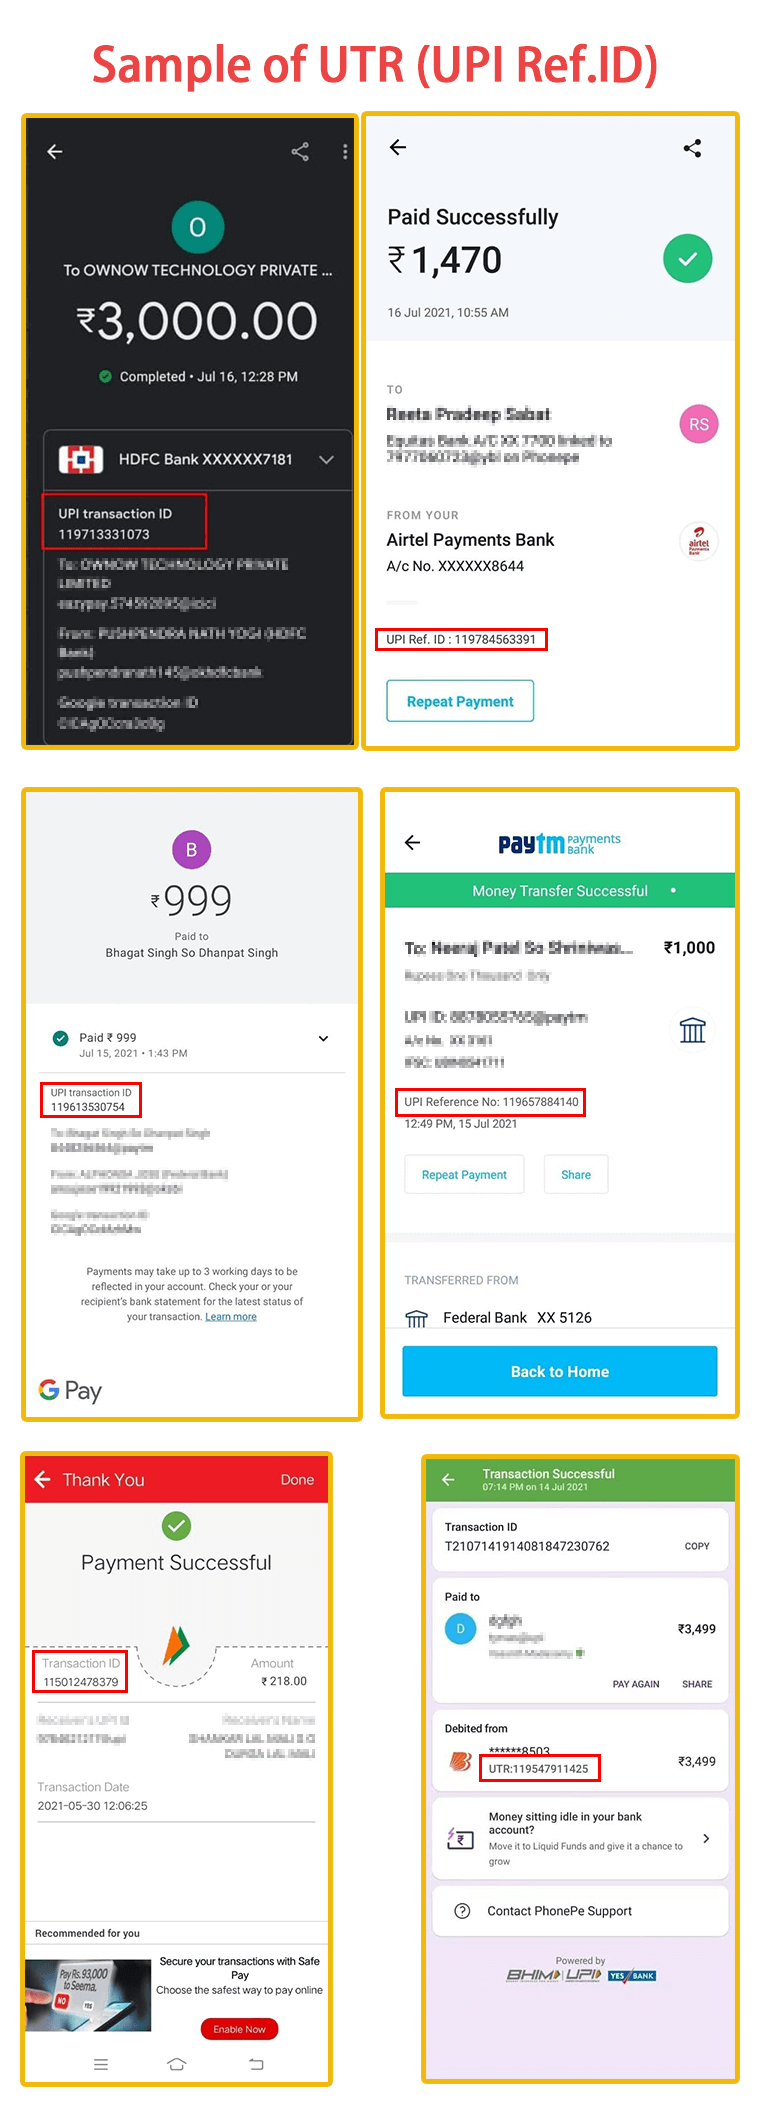 Sample of UTR (UPI Ref.ID)
O
To OWNOW TECHNOLOGY PRIVATE ...
₹3,000.00
Completed • Jul 16, 12:28 PM
HDFC Bank XXXXXX7181
UPI transaction ID
119713331073
To: OWNOW TECHNOLOGY PRIVATE
LIMITED
Google transaction ID
Paid Successfully
₹1,470
16 Jul 2021, 10:55 AM
TO
RS
FROM YOUR
Airtel Payments Bank
A/c No. XXXXXX8644
airtel
Payments
Bank
UPI Ref. ID : 119784563391
Repeat Payment
B
₹999
Paid to
Bhagat Singh So Dhanpat Singh
Paid ₹ 999
Jul 15, 2021 • 1:43 PM
UPI transaction ID
119613530754
Payments may take up to 3 working days to be
reflected in your account. Check your or your
recipient's bank statement for the latest status of
your transaction. Learn more
G Pay
paytm Payments
Bank
Money Transfer Successful
₹1,000
UPI Reference No: 119657884140
12:49 PM, 15 Jul 2021
Repeat Payment
Share
TRANSFERRED FROM
Federal Bank XX 5126
Back to Home
Thank You
Done
Payment Successful
Transaction ID
115012478379
Amount
₹ 218.00
Transaction Date
2021-05-30 12:06:25
Recommended for you
Pay Rs. 93,000
to Seema.
NO
YES
Secure your transactions with Safe
Pay
Choose the safest way to pay online
Enable Now
Transaction Successful
07:14 PM on 14 Jul 2021
Transaction ID
T2107141914081847230762
COPY
Paid to
D
₹3,499
PAY AGAIN
SHARE
Debited from
******8503
₹3,499
UTR:119547911425
Money sitting idle in your bank
account?
Move it to Liquid Funds and give it a chance to
grow
Contact PhonePe Support
Powered by
BHIM UPI YES BANK